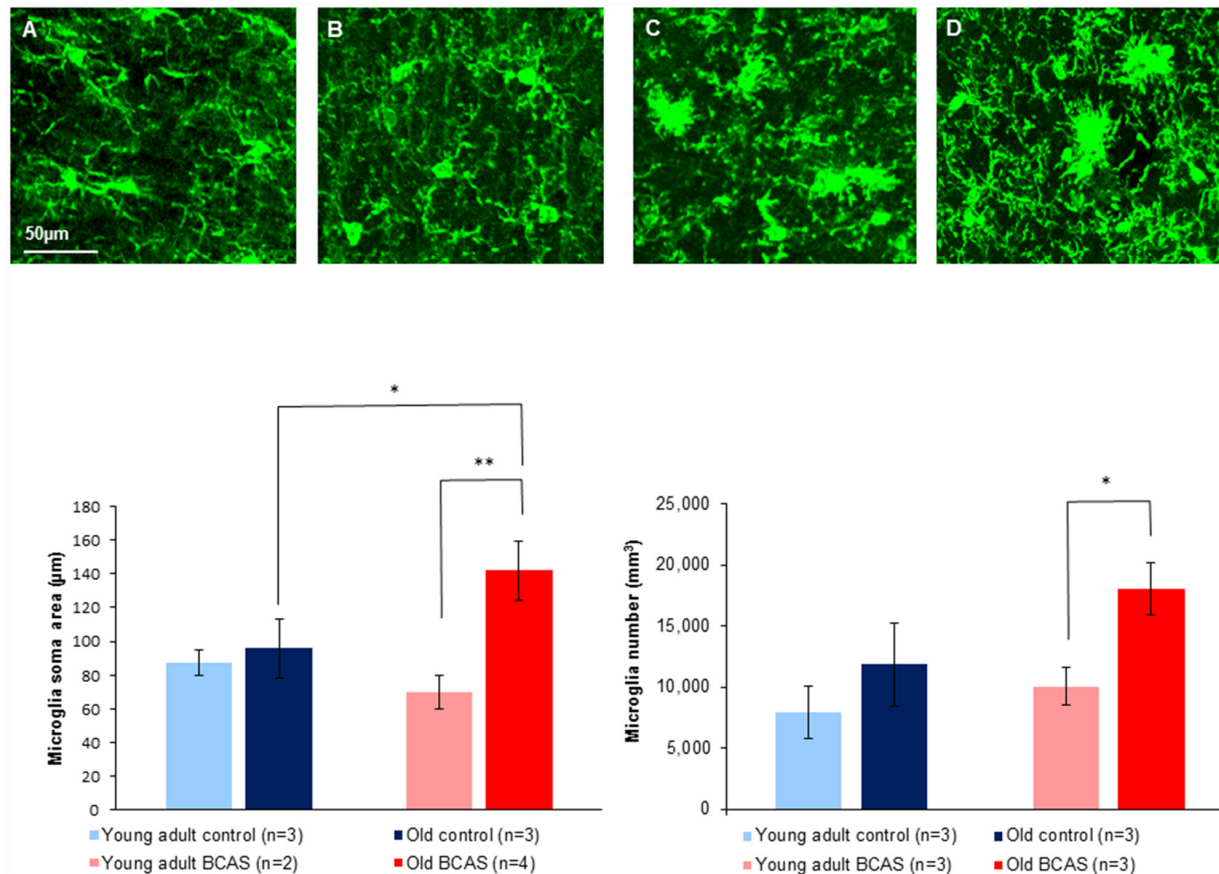 A
B
C
D
50µm
*
**
Microglia soma area (µm)
180
160
140
120
100
80
60
40
20
0
Young adult control (n=3)
Old control (n=3)
Young adult BCAS (n=2)
Old BCAS (n=4)
*
Microglia number (mm³)
25,000
20,000
15,000
10,000
5,000
0
Young adult control (n=3)
Old control (n=3)
Young adult BCAS (n=3)
Old BCAS (n=3)